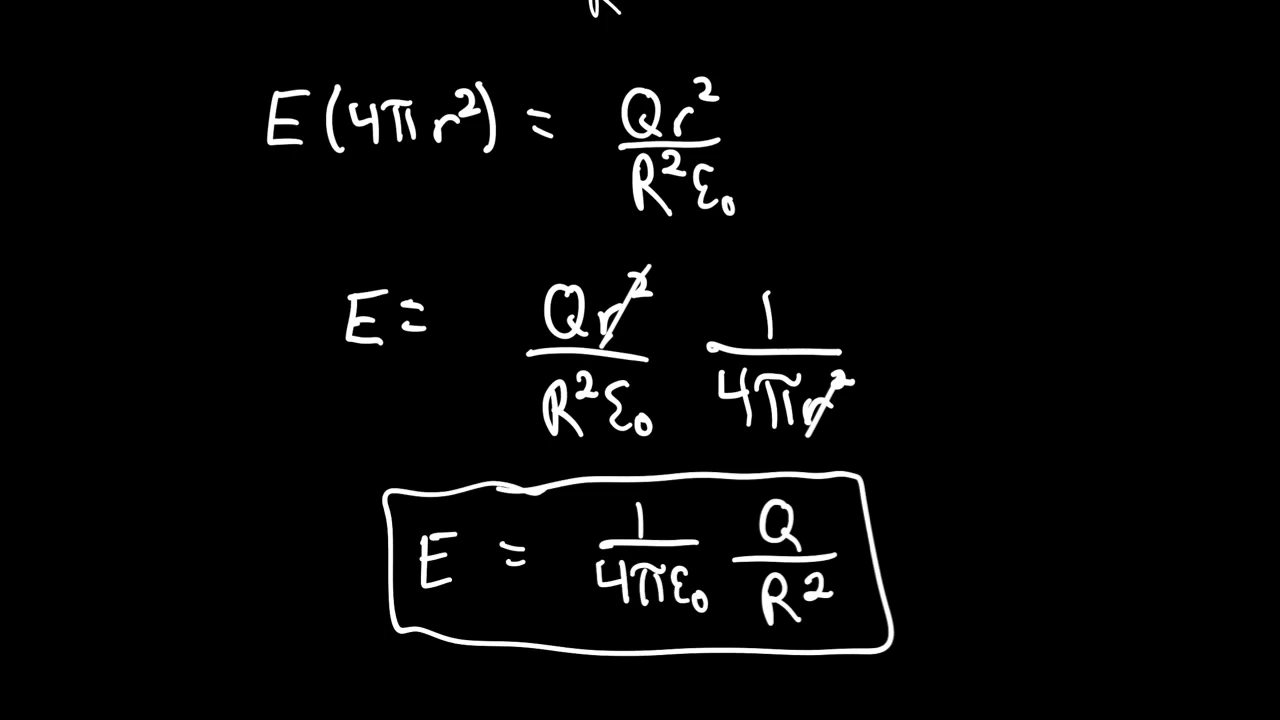 R
E(4πr²) = Qr²/R²ε₀
E = Qr²/R²ε₀ 1/4πr²
E = 1/4πε₀ Q/R²